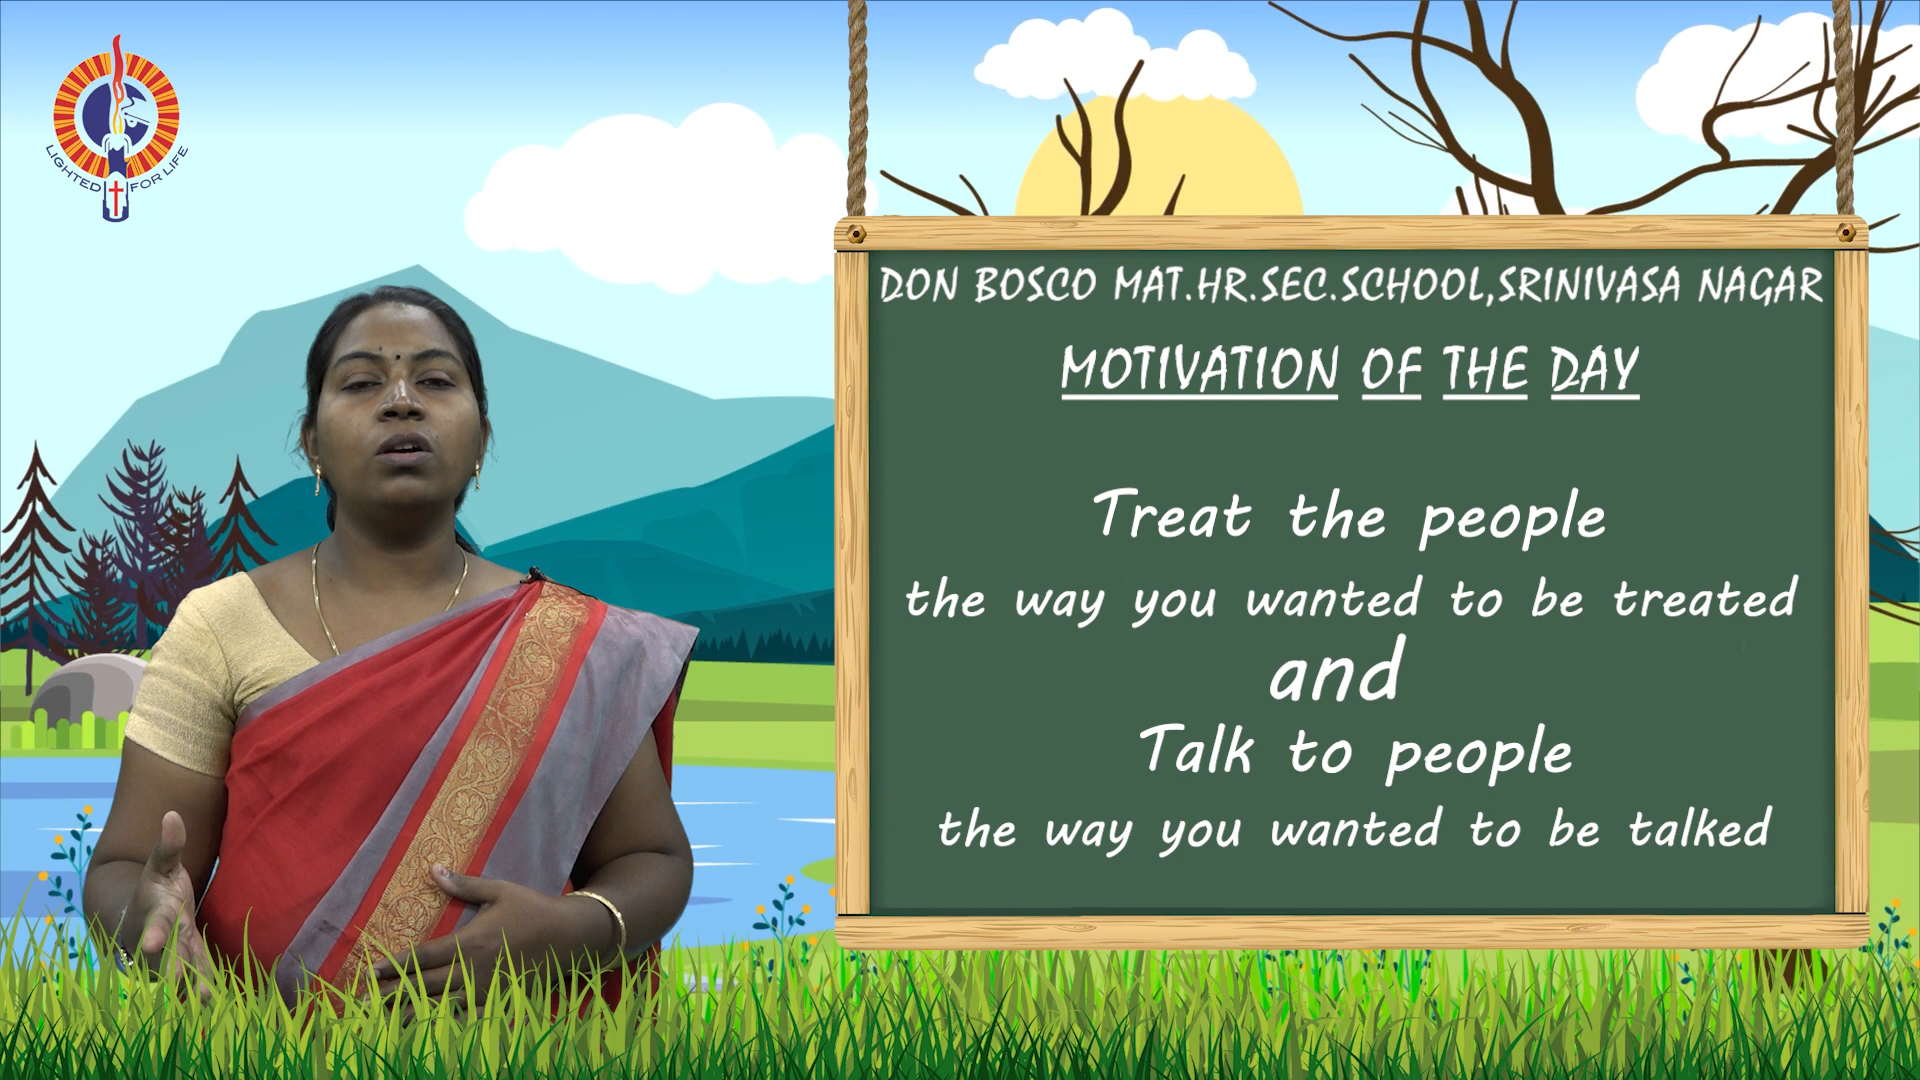 LIGHTED FOR LIFE
DON BOSCO MAT.HR.SEC.SCHOOL,SRINIVASA NAGAR
MOTIVATION OF THE DAY
Treat the people
the way you wanted to be treated
and
Talk to people
the way you wanted to be talked